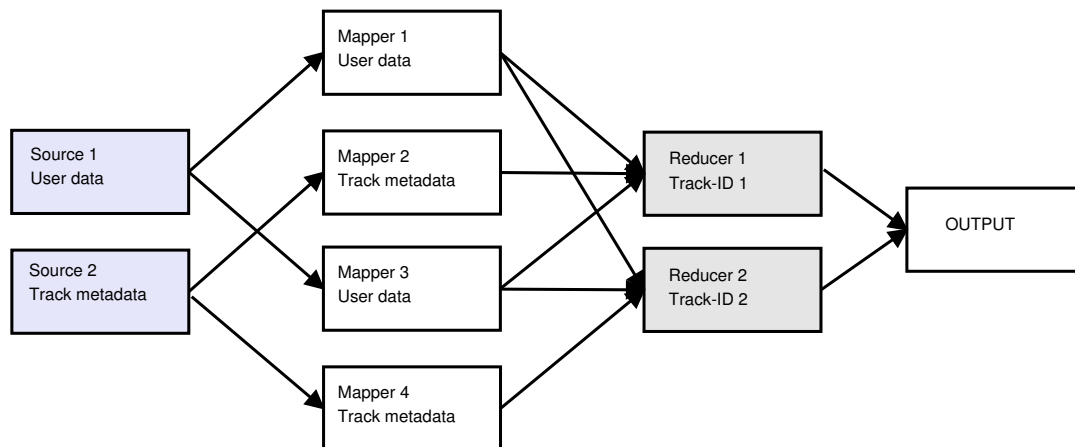 Mapper 1
User data
Source 1
User data
Mapper 2
Track metadata
Reducer 1
Track-ID 1
OUTPUT
Source 2
Track metadata
Mapper 3
User data
Reducer 2
Track-ID 2
Mapper 4
Track metadata